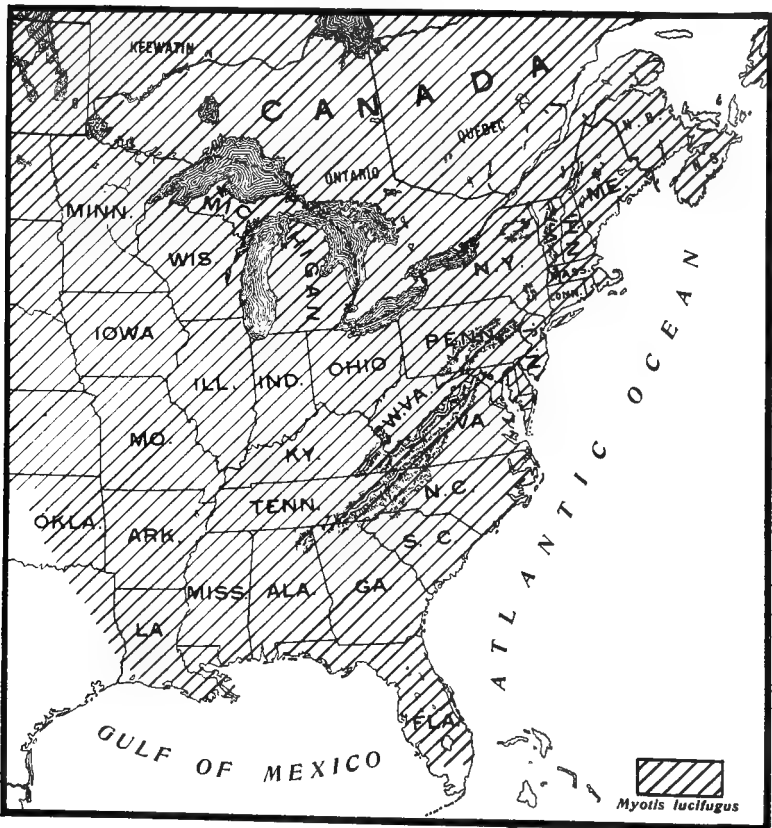 KEEWATIN
CANADA
QUEBEC
N.B.
N.S.
ONTARIO
ME.
MINN.
MICHIGAN
WIS
N.Y.
MASS.
CONN.
IOWA
PENN.
N.J.
OHIO
ILL.
IND.
W.VA.
VA
MO.
KY.
N.C.
TENN.
OKLA.
ARK.
S. C.
MISS.
ALA.
GA
LA
FLA.
ATLANTIC OCEAN
GULF OF MEXICO
Myotis lucifugus